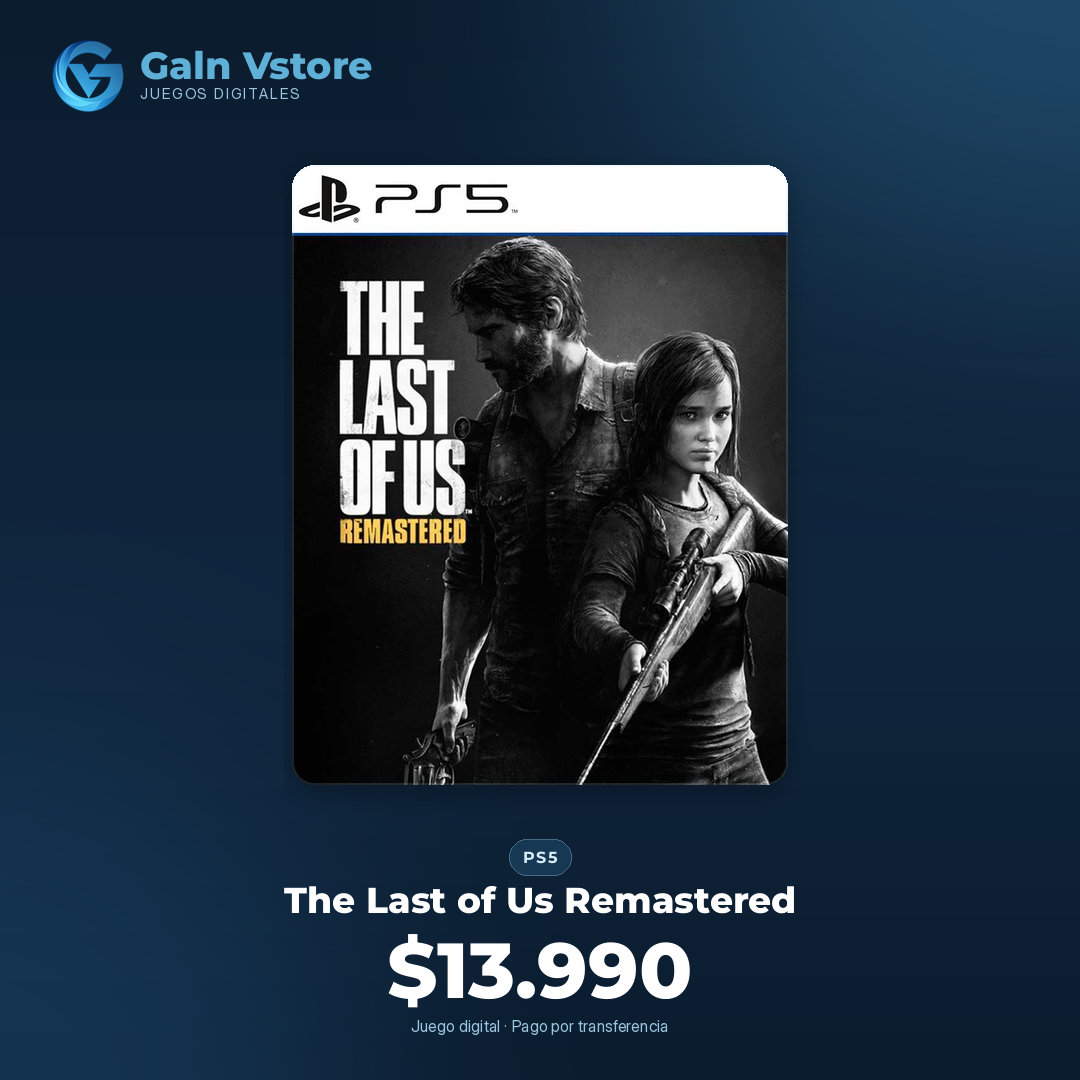 Galn Vstore
JUEGOS DIGITALES
PS5
THE
LAST
OF US
REMASTERED
PS5
The Last of Us Remastered
$13.990
Juego digital · Pago por transferencia